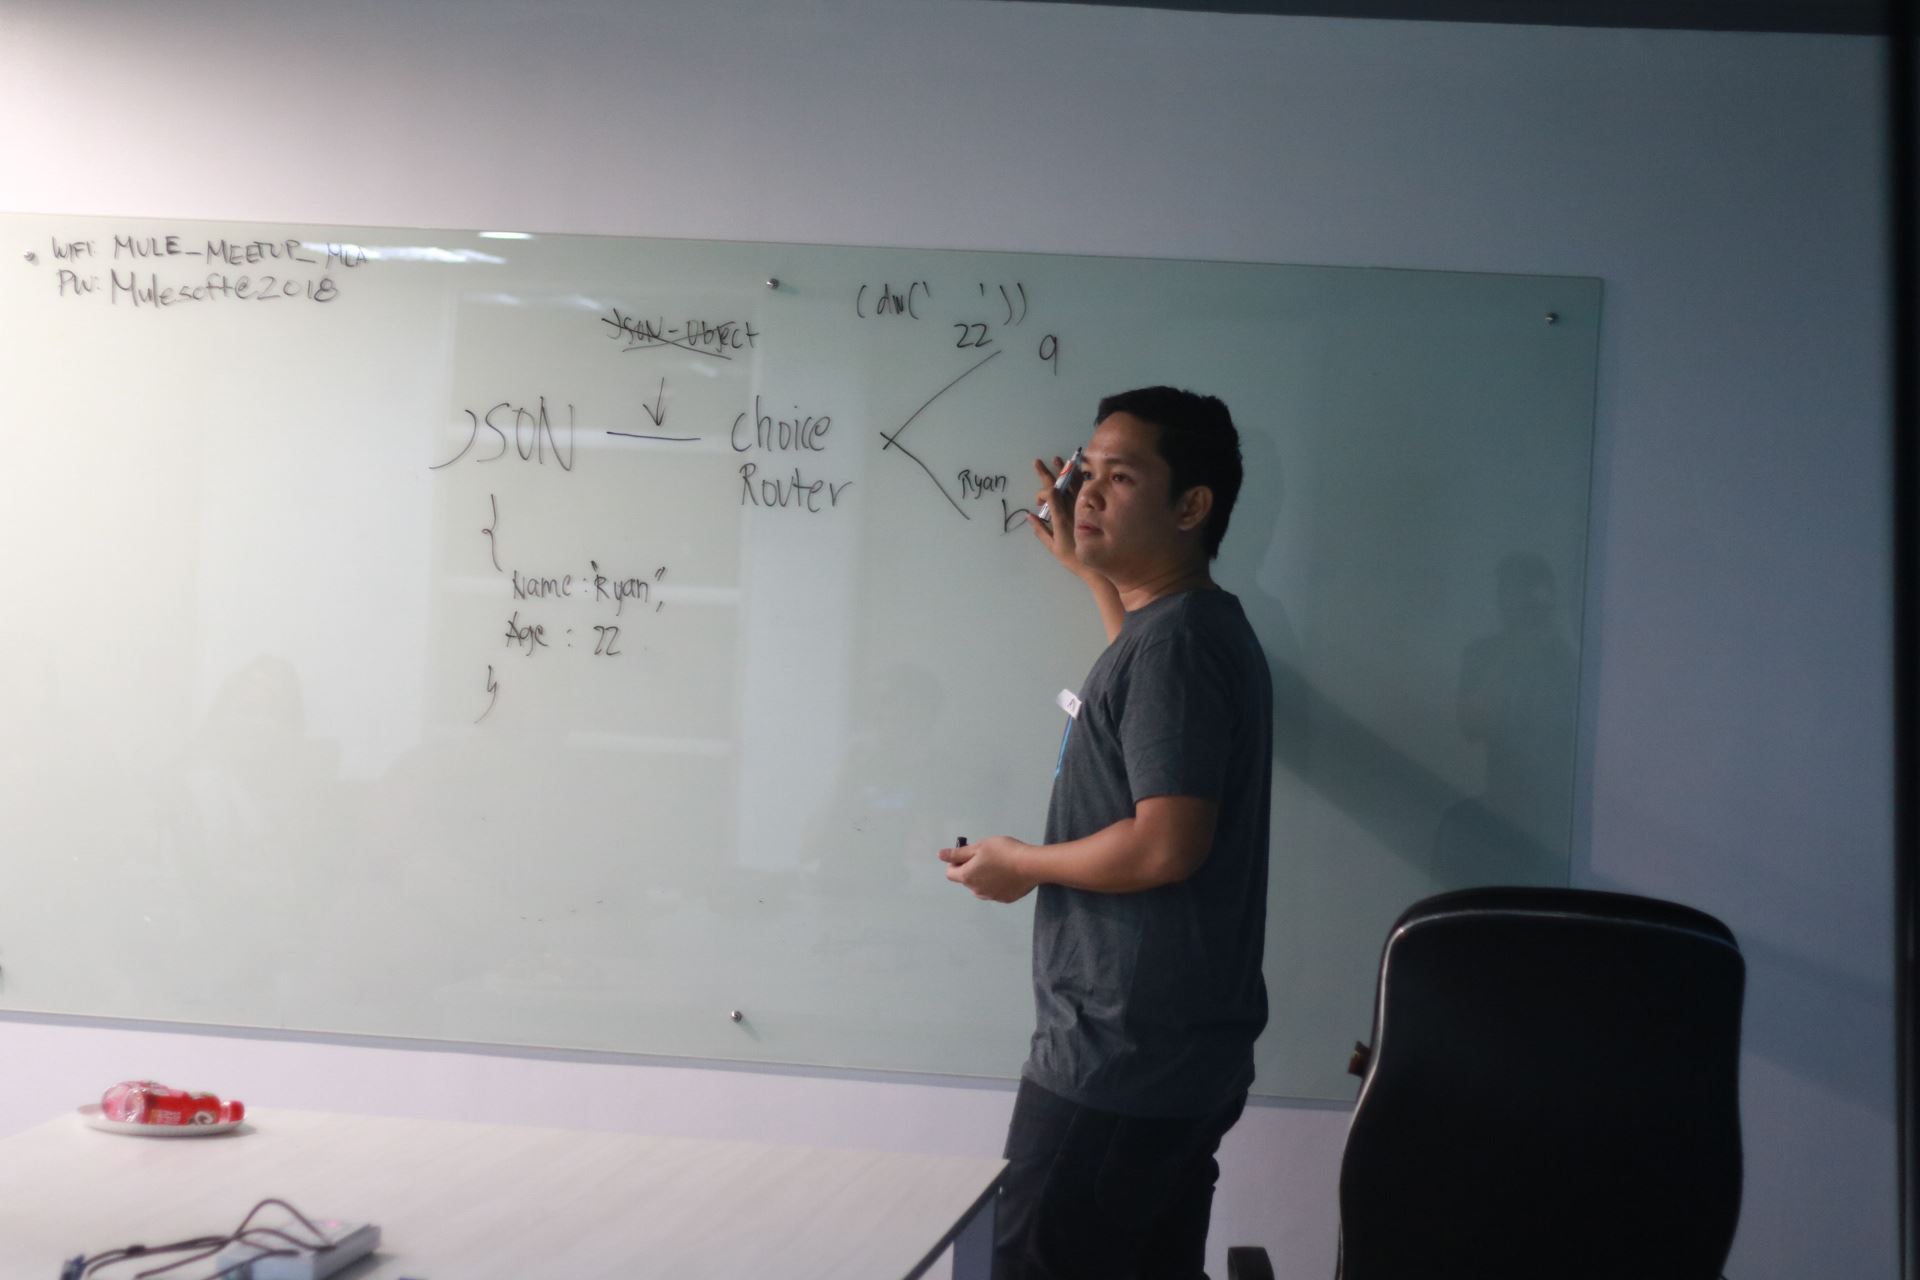 WIFI: MULE_MEETUP_MLA
PW: Mulesoft@2018
JSON-Object
(dw(' '))
22 a
JSON
Choice
Router
Ryan
b
{
Name: "Ryan",
Age : 22
}